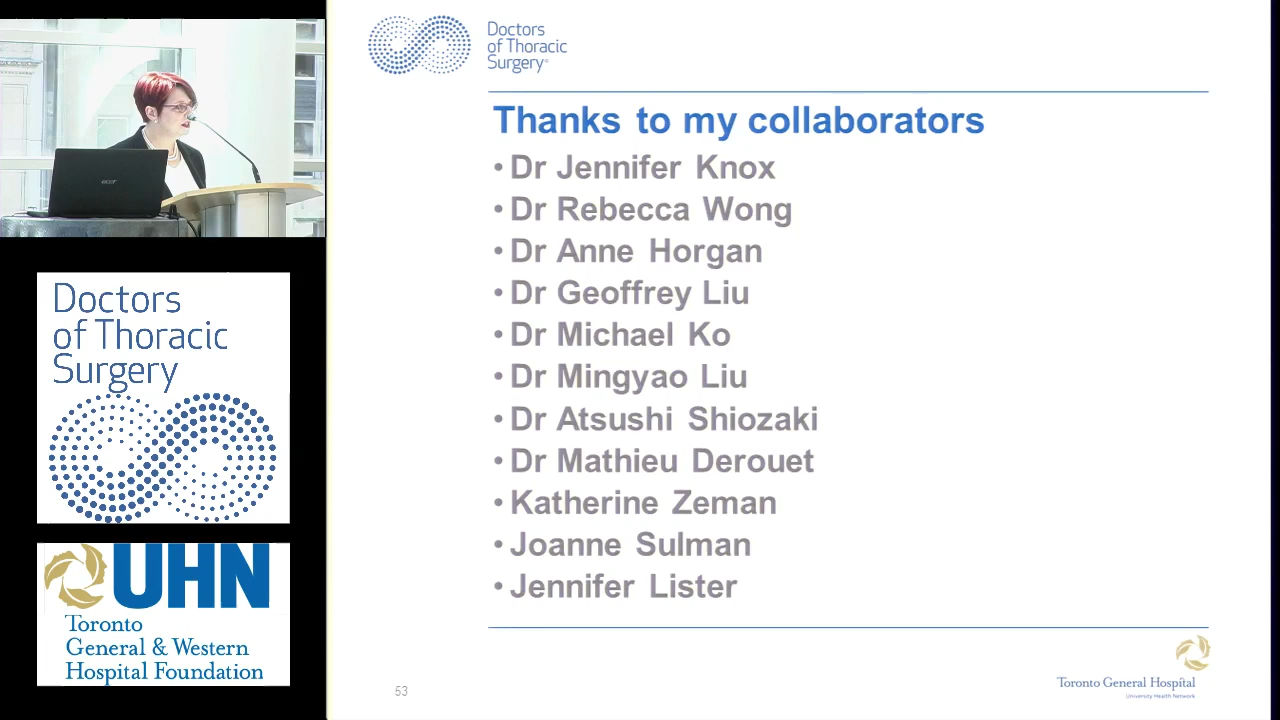 acer
Doctors
of Thoracic
Surgery
UHN
Toronto
General & Western
Hospital Foundation
Doctors
of Thoracic
Surgery
Thanks to my collaborators
• Dr Jennifer Knox
• Dr Rebecca Wong
• Dr Anne Horgan
• Dr Geoffrey Liu
• Dr Michael Ko
• Dr Mingyao Liu
• Dr Atsushi Shiozaki
• Dr Mathieu Derouet
• Katherine Zeman
• Joanne Sulman
• Jennifer Lister
53
Toronto General Hospital
University Health Network